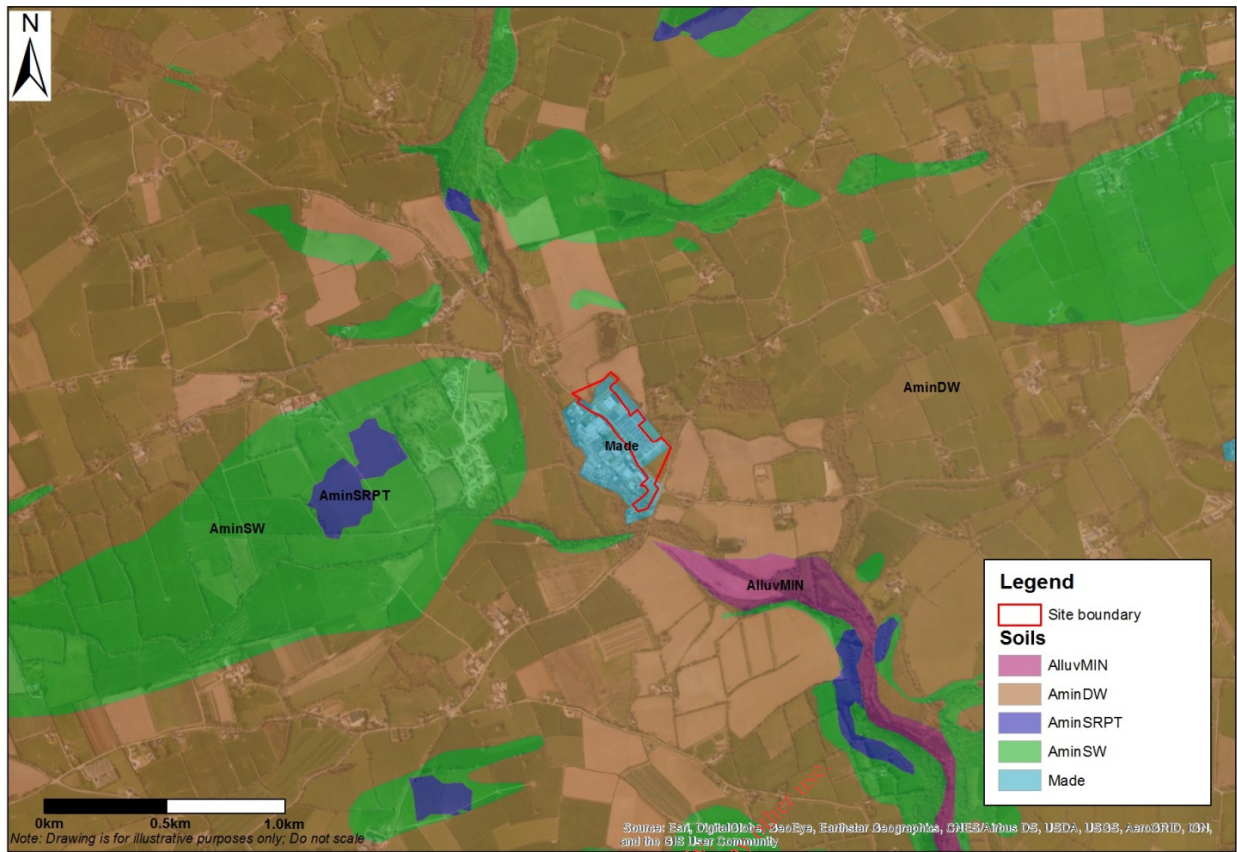 N
AminDW
Made
AminSRPT
AminSW
AlluvMIN
Legend
Site boundary
Soils
AlluvMIN
AminDW
AminSRPT
AminSW
Made
0km 0.5km 1.0km
Note: Drawing is for illustrative purposes only; Do not scale
Source: Esri, DigitalGlobe, GeoEye, Earthstar Geographics, CNES/Airbus DS, USDA, USGS, AeroGRID, IGN,
and the GIS User Community
other use